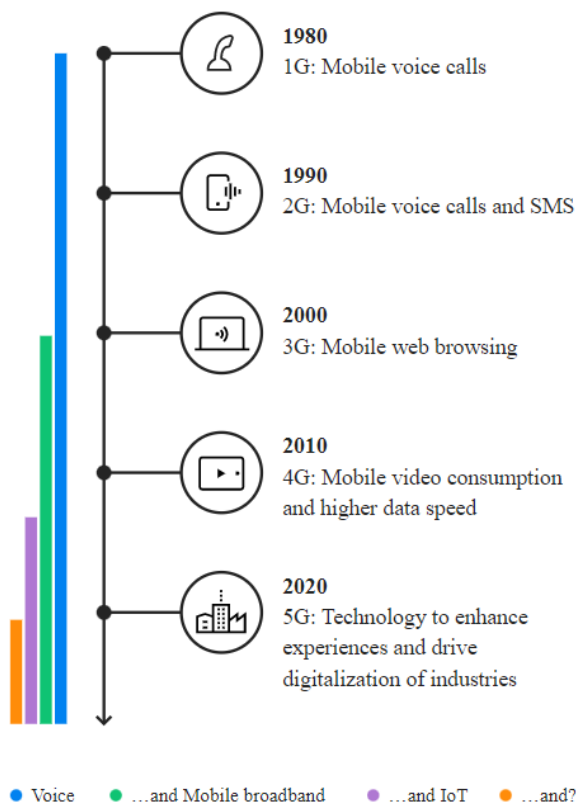 1980
1G: Mobile voice calls
1990
2G: Mobile voice calls and SMS
2000
3G: Mobile web browsing
2010
4G: Mobile video consumption
and higher data speed
2020
5G: Technology to enhance
experiences and drive
digitalization of industries
Voice …and Mobile broadband …and IoT …and?